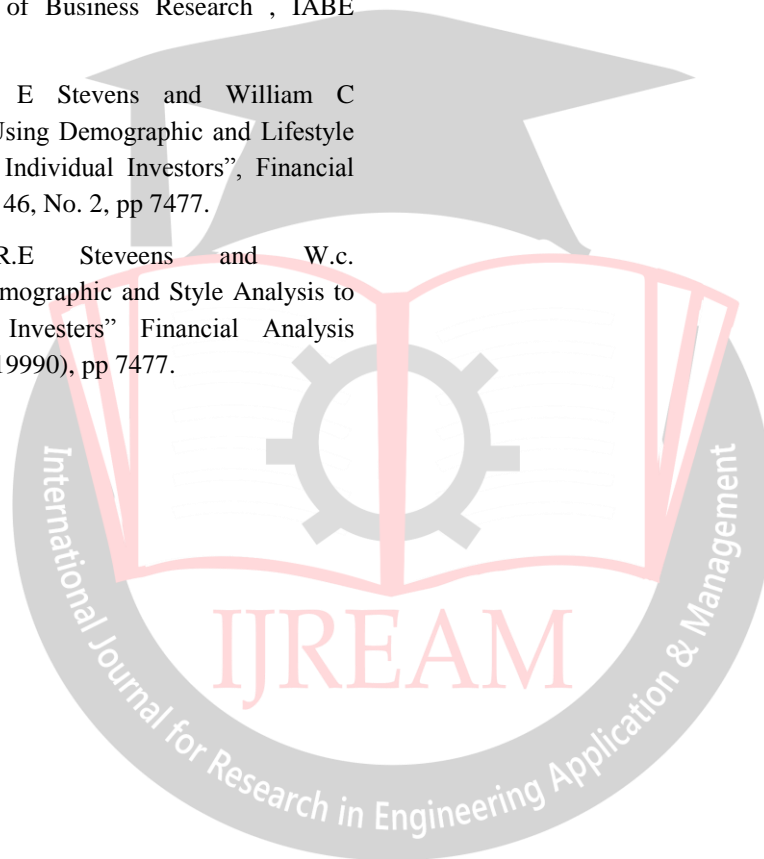 of Business Research , IABE
E Stevens and William C
Using Demographic and Lifestyle
Individual Investors”, Financial
46, No. 2, pp 7477.
R.E Steveens and W.c.
mographic and Style Analysis to
Investers” Financial Analysis
19990), pp 7477.
International Journal for Research in Engineering Application & Management
IJREAM